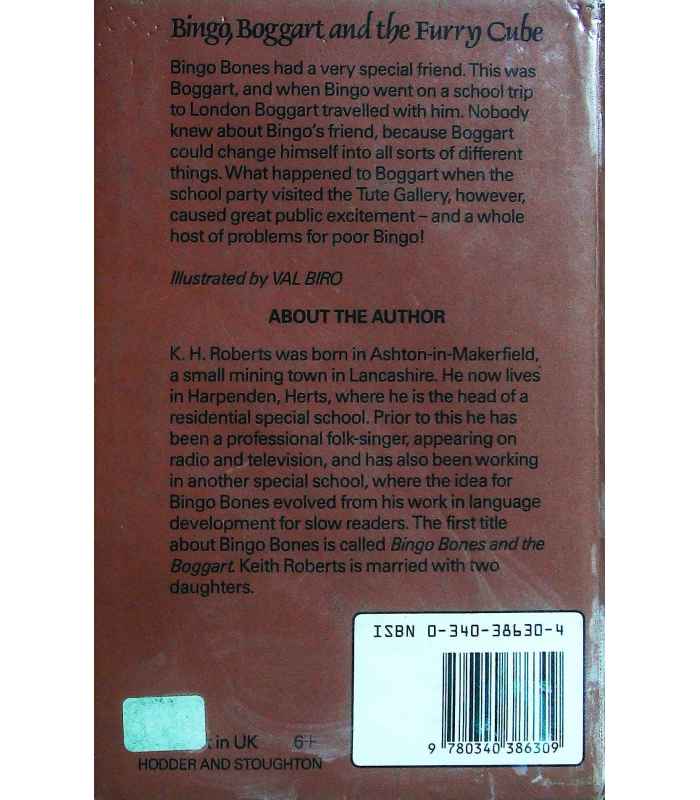 Bingo, Boggart and the Furry Cube
Bingo Bones had a very special friend. This was
Boggart, and when Bingo went on a school trip
to London Boggart travelled with him. Nobody
knew about Bingo's friend, because Boggart
could change himself into all sorts of different
things. What happened to Boggart when the
school party visited the Tute Gallery, however,
caused great public excitement – and a whole
host of problems for poor Bingo!
Illustrated by VAL BIRO
ABOUT THE AUTHOR
K. H. Roberts was born in Ashton-in-Makerfield,
a small mining town in Lancashire. He now lives
in Harpenden, Herts, where he is the head of a
residential special school. Prior to this he has
been a professional folk-singer, appearing on
radio and television, and has also been working
in another special school, where the idea for
Bingo Bones evolved from his work in language
development for slow readers. The first title
about Bingo Bones is called Bingo Bones and the
Boggart. Keith Roberts is married with two
daughters.
ISBN 0-340-38630-4
9 780340 386309
in UK
HODDER AND STOUGHTON